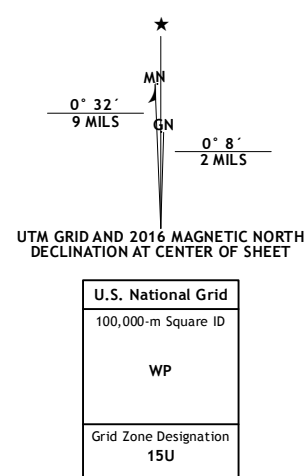 ★
MN
0° 32´
9 MILS
GN
0° 8´
2 MILS
UTM GRID AND 2016 MAGNETIC NORTH
DECLINATION AT CENTER OF SHEET
U.S. National Grid
100,000-m Square ID
WP
Grid Zone Designation
15U